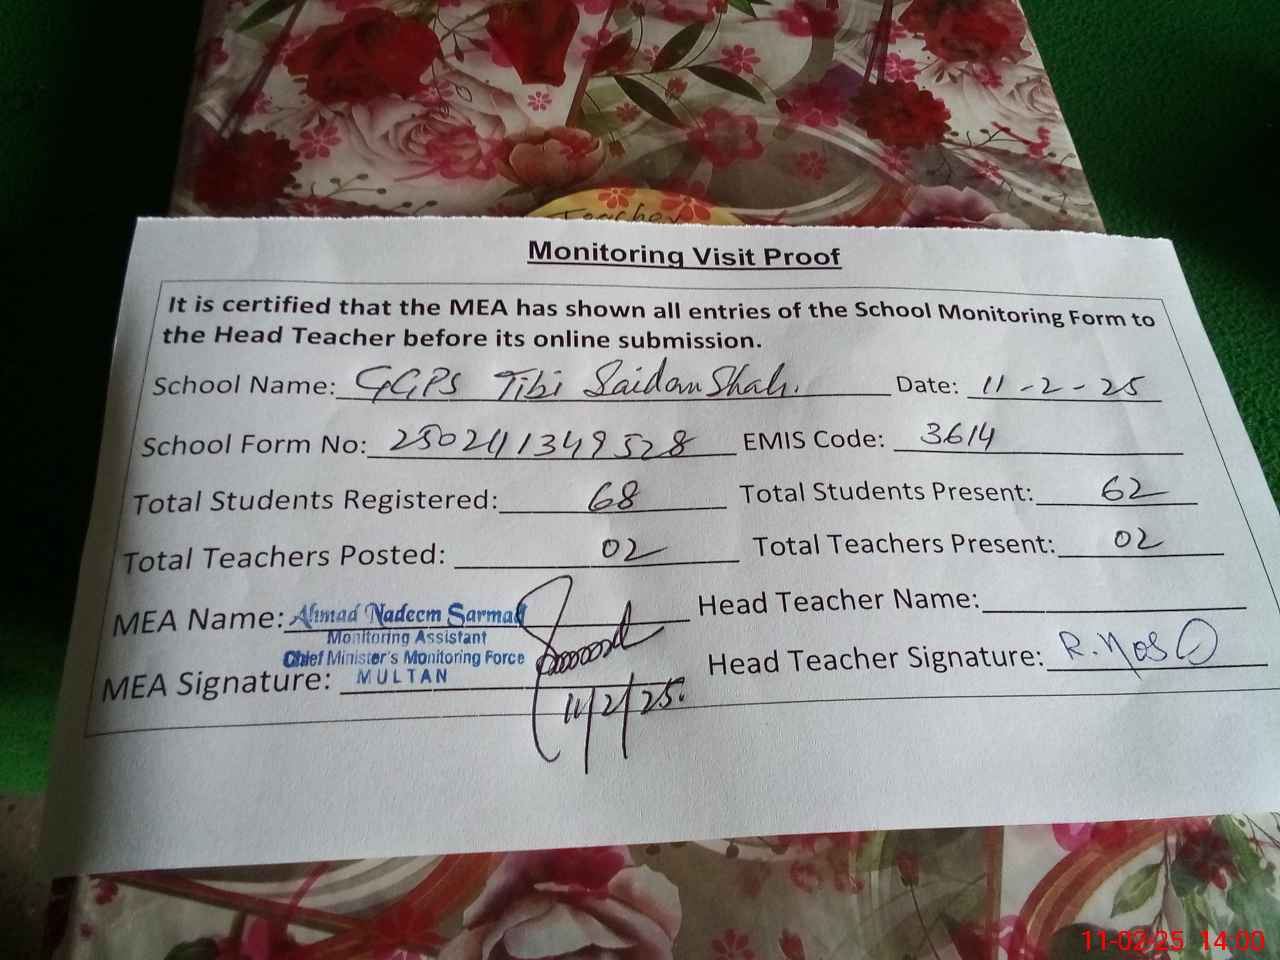 Teacher
Monitoring Visit Proof
It is certified that the MEA has shown all entries of the School Monitoring Form to
the Head Teacher before its online submission.
School Name: GGPS Tibi Saidan Shah. Date: 11-2-25
School Form No: 2502411349528 EMIS Code: 3614
Total Students Registered: 68 Total Students Present: 62
Total Teachers Posted: 02 Total Teachers Present: 02
MEA Name: Ahmad Nadeem Sarmad Head Teacher Name:
Monitoring Assistant
Chief Minister's Monitoring Force
MULTAN
MEA Signature: 11/2/25. Head Teacher Signature: R.
11-02-25 14:00